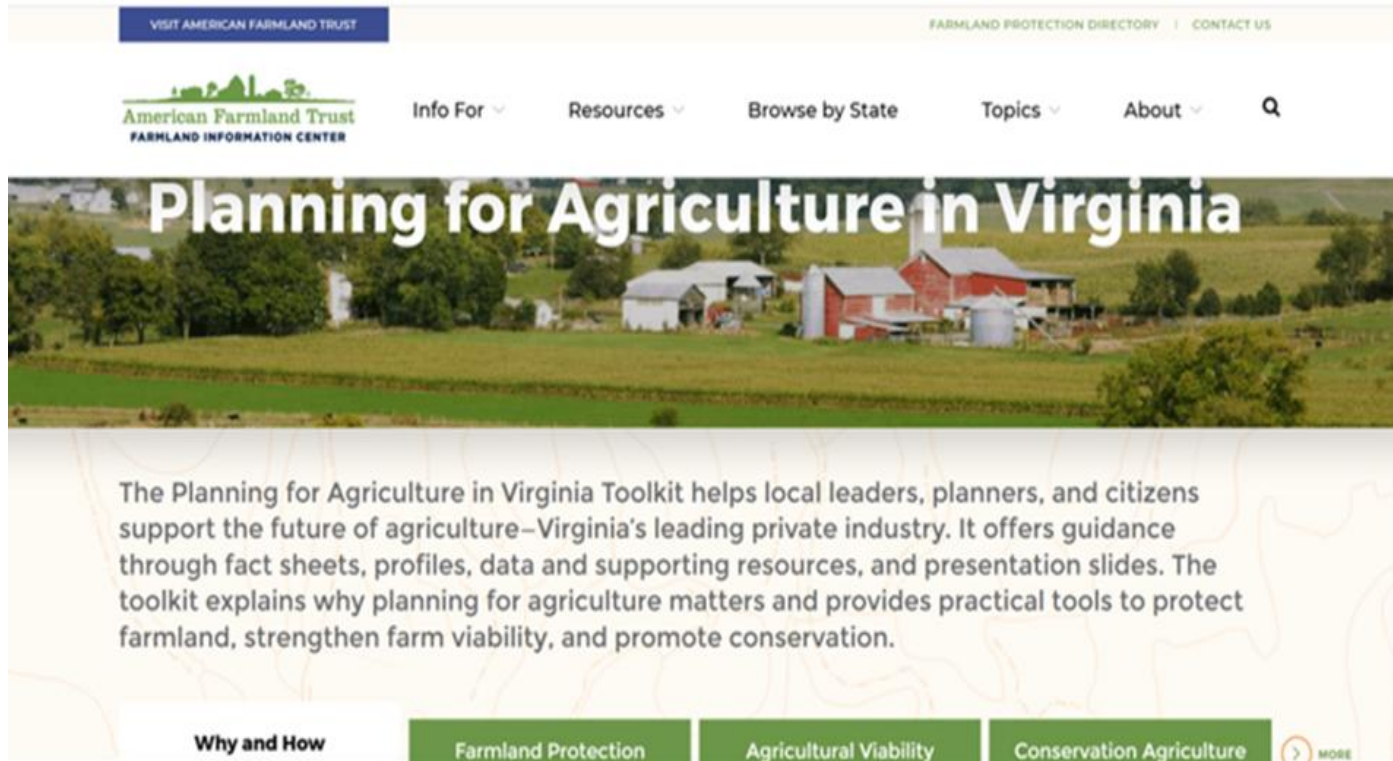 VISIT AMERICAN FARMLAND TRUST
FARMLAND PROTECTION DIRECTORY | CONTACT US
American Farmland Trust
FARMLAND INFORMATION CENTER
Info For
Resources
Browse by State
Topics
About
Planning for Agriculture in Virginia
The Planning for Agriculture in Virginia Toolkit helps local leaders, planners, and citizens
support the future of agriculture—Virginia's leading private industry. It offers guidance
through fact sheets, profiles, data and supporting resources, and presentation slides. The
toolkit explains why planning for agriculture matters and provides practical tools to protect
farmland, strengthen farm viability, and promote conservation.
Why and How
Farmland Protection
Agricultural Viability
Conservation Agriculture
MORE